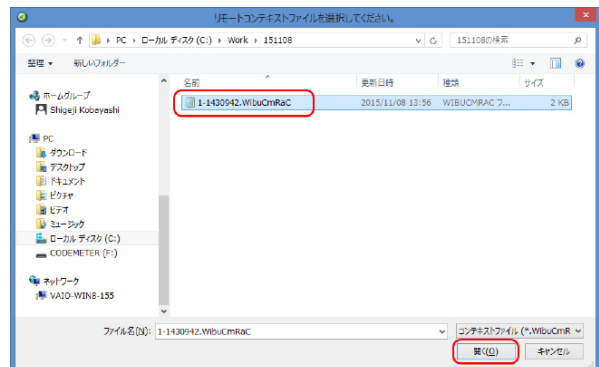 リモートコンテキストファイルを選択してください。
PC ▸ ローカル ディスク (C:) ▸ Work ▸ 151108
151108の検索
整理 ▾ 新しいフォルダー
名前 更新日時 種類 サイズ
1-1430942.WibuCmRaC 2015/11/08 13:56 WIBUCMRAC フ... 2 KB
ホームグループ
Shigeji Kobayashi
PC
ダウンロード
デスクトップ
ドキュメント
ピクチャ
ビデオ
ミュージック
ローカル ディスク (C:)
CODEMETER (F:)
ネットワーク
VAIO-WIN8-155
ファイル名(N): 1-1430942.WibuCmRaC コンテキストファイル (*.WibuCmR
開く(O) キャンセル